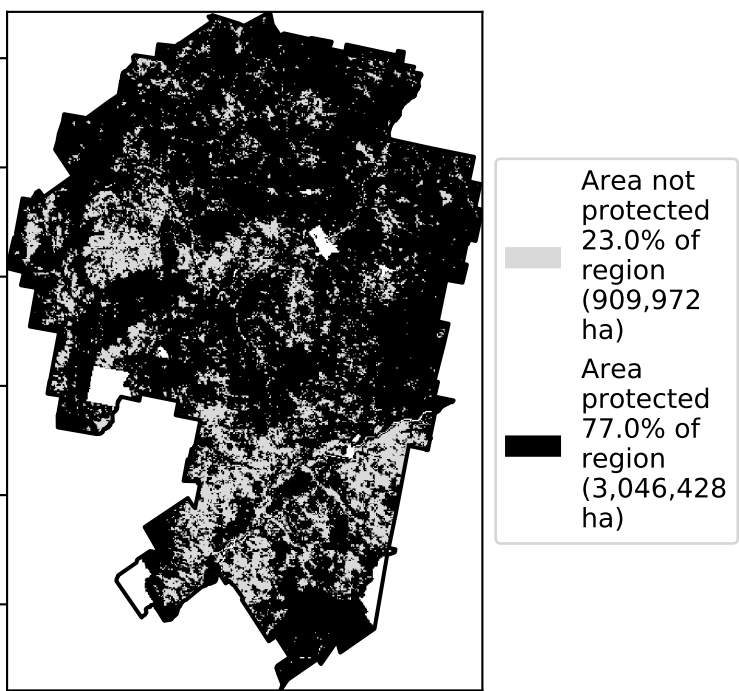 Area not
protected
23.0% of
region
(909,972
ha)
Area
protected
77.0% of
region
(3,046,428
ha)